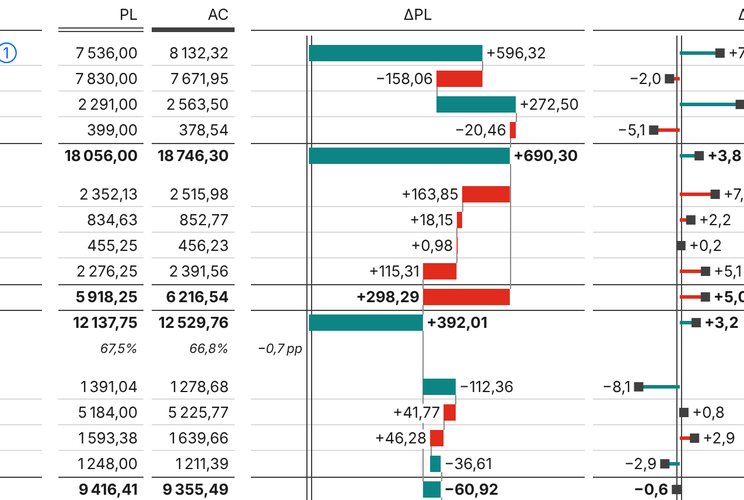 PL AC ΔPL Δ
1 7 536,00 8 132,32 +596,32 +7
7 830,00 7 671,95 −158,06 −2,0
2 291,00 2 563,50 +272,50
399,00 378,54 −20,46 −5,1
18 056,00 18 746,30 +690,30 +3,8
2 352,13 2 515,98 +163,85 +7,
834,63 852,77 +18,15 +2,2
455,25 456,23 +0,98 +0,2
2 276,25 2 391,56 +115,31 +5,1
5 918,25 6 216,54 +298,29 +5,0
12 137,75 12 529,76 +392,01 +3,2
67,5% 66,8% −0,7 pp
1 391,04 1 278,68 −112,36 −8,1
5 184,00 5 225,77 +41,77 +0,8
1 593,38 1 639,66 +46,28 +2,9
1 248,00 1 211,39 −36,61 −2,9
9 416,41 9 355,49 −60,92 −0,6